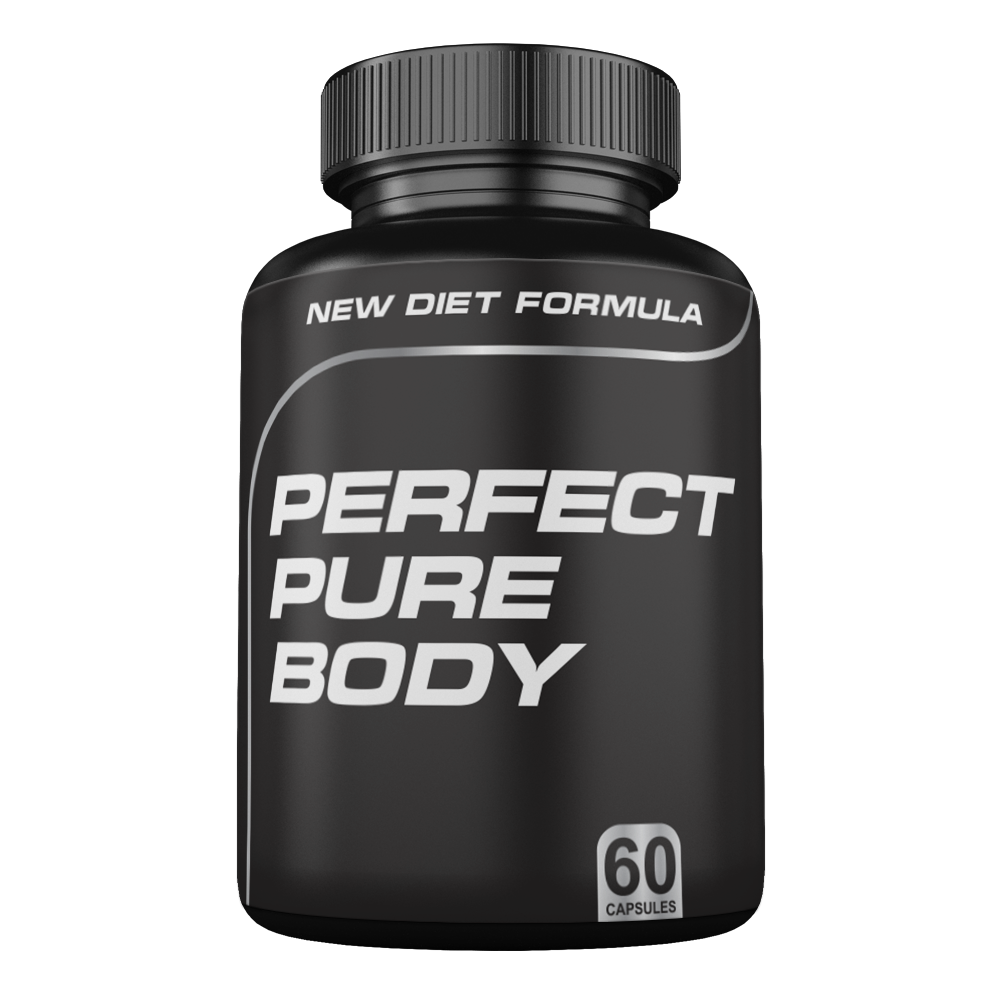 NEW DIET FORMULA
PERFECT
PURE
BODY
60
CAPSULES